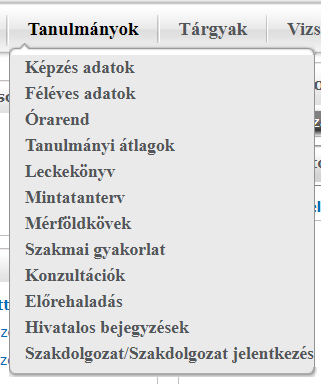 Tanulmányok Tárgyak Vizs
Képzés adatok
Féléves adatok
Órarend
Tanulmányi átlagok
Leckekönyv
Mintatanterv
Mérföldkövek
Szakmai gyakorlat
Konzultációk
Előrehaladás
Hivatalos bejegyzések
Szakdolgozat/Szakdolgozat jelentkezés